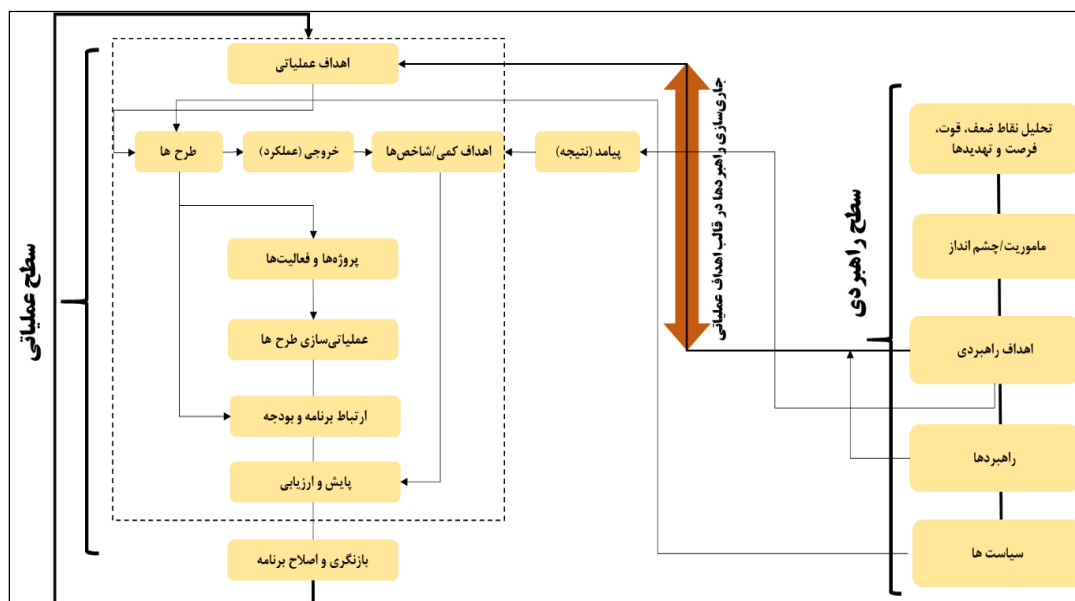 تحلیل نقاط ضعف، قوت،
فرصت و تهدیدها
ماموریت/چشم انداز
اهداف راهبردی
راهبردها
سیاست ها
سطح راهبردی
جاری‌سازی راهبردها در قالب اهداف عملیاتی
اهداف عملیاتی
پیامد (نتیجه)
اهداف کمی/شاخص‌ها
خروجی (عملکرد)
طرح ها
پروژه‌ها و فعالیت‌ها
عملیاتی‌سازی طرح ها
ارتباط برنامه و بودجه
پایش و ارزیابی
بازنگری و اصلاح برنامه
سطح عملیاتی